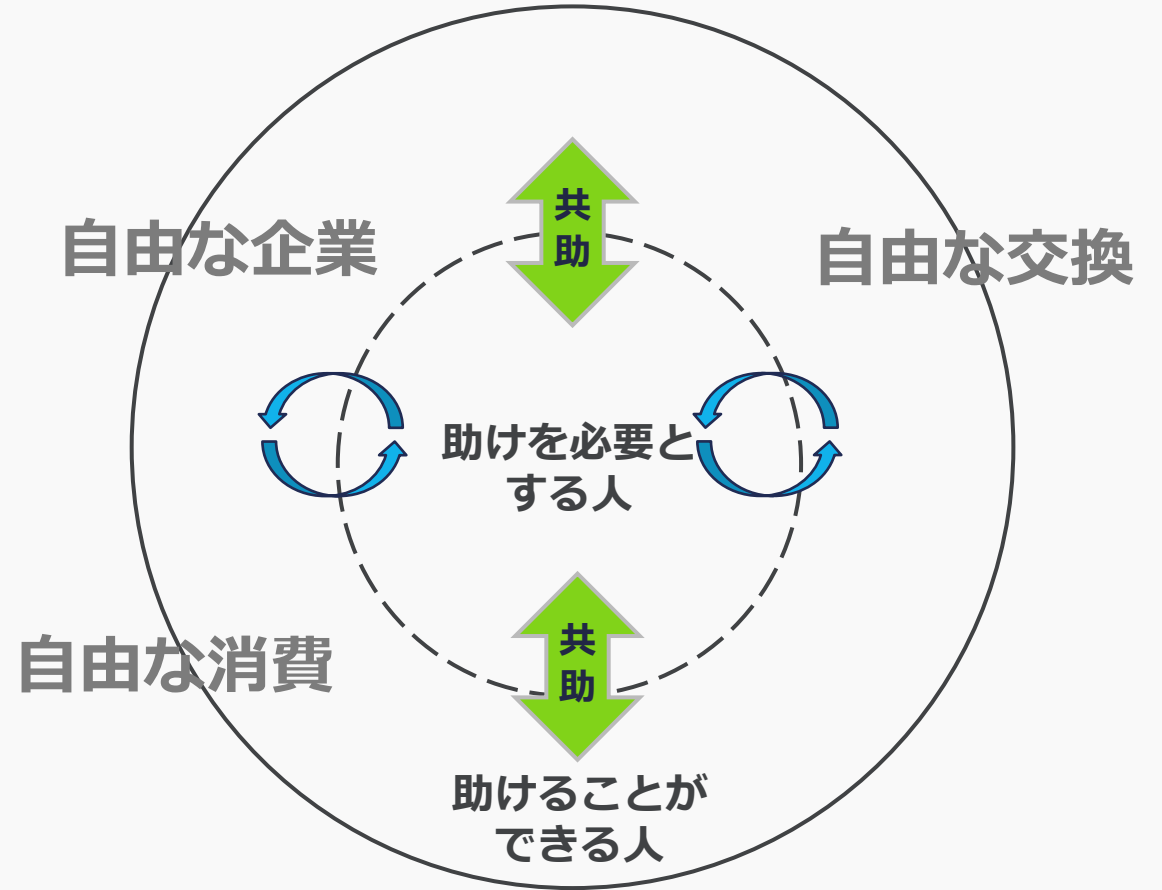 共
助
自由な企業
自由な交換
助けを必要と
する人
共
助
自由な消費
助けることが
できる人